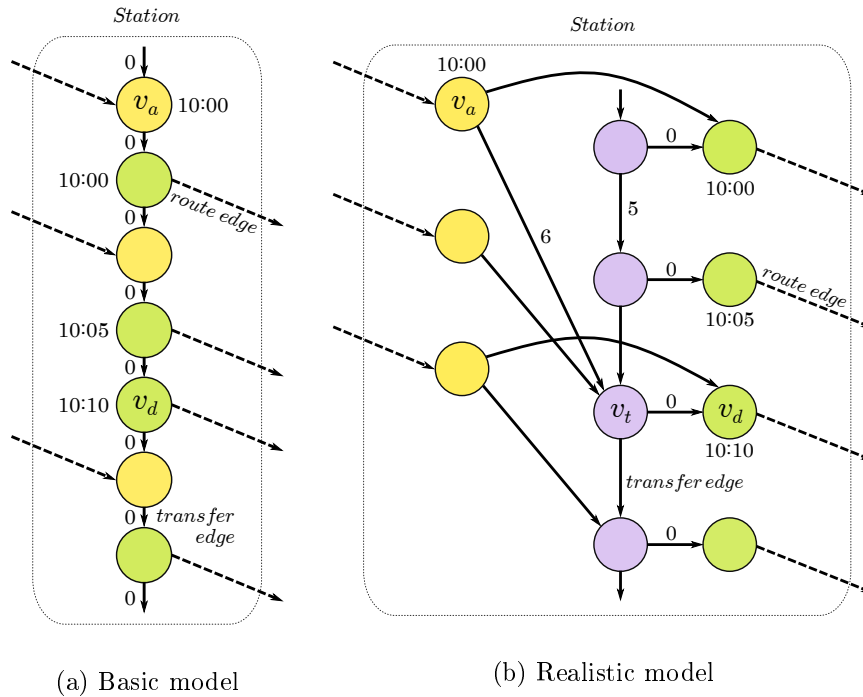 Station
0
v_a 10:00
0
10:00
route edge
0
0
10:05
0
10:10 v_d
0
0
transfer
edge
0
(a) Basic model
Station
10:00
v_a
0
10:00
5
6
0
route edge
10:05
v_t
0
v_d
10:10
transfer edge
0
(b) Realistic model